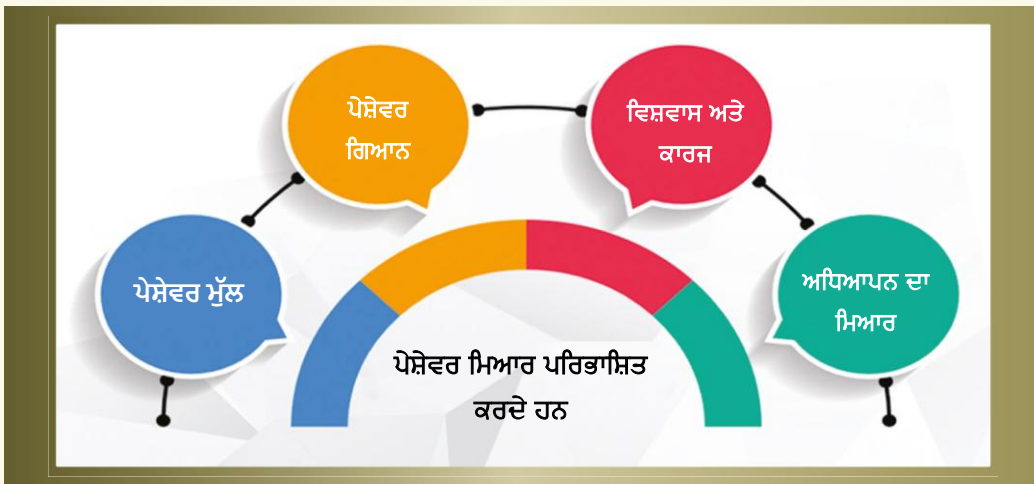 ਪੇਸ਼ੇਵਰ
ਗਿਆਨ
ਵਿਸ਼ਵਾਸ ਅਤੇ
ਕਾਰਜ
ਪੇਸ਼ੇਵਰ ਮੁੱਲ
ਅਧਿਆਪਨ ਦਾ
ਮਿਆਰ
ਪੇਸ਼ੇਵਰ ਮਿਆਰ ਪਰਿਭਾਸ਼ਿਤ
ਕਰਦੇ ਹਨ